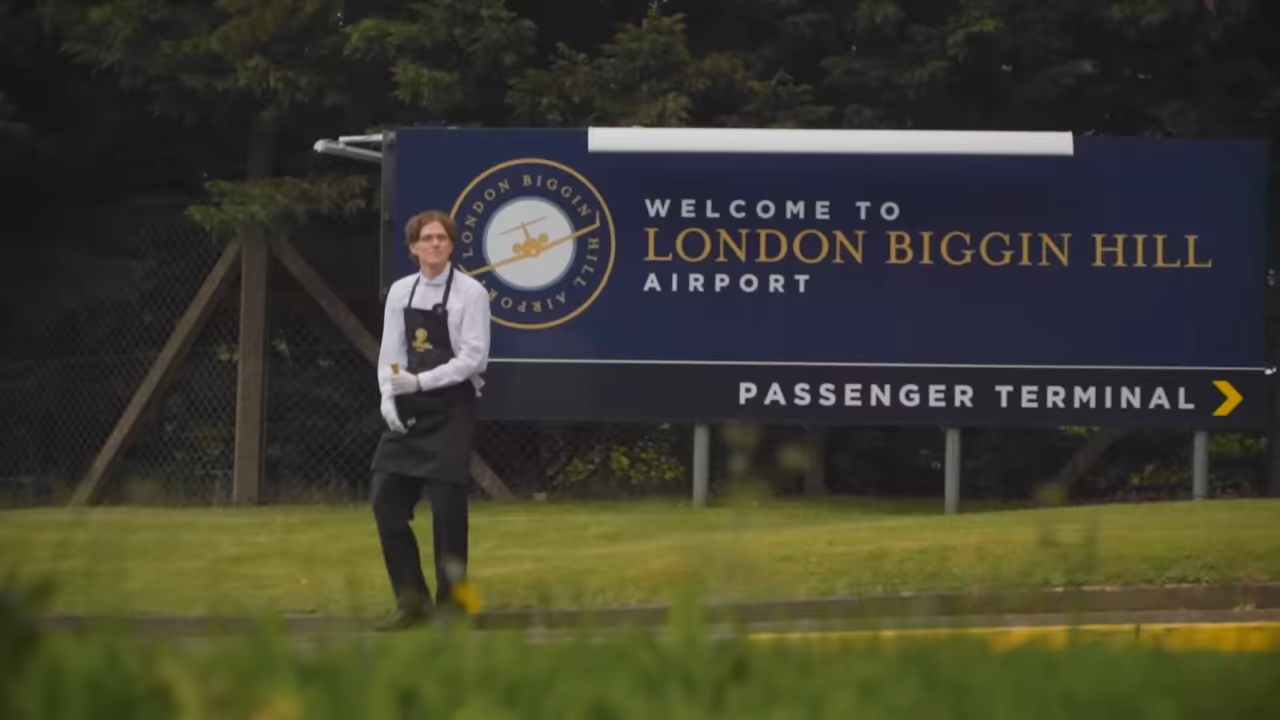 LONDON BIGGIN HILL AIRPORT
WELCOME TO
LONDON BIGGIN HILL
AIRPORT
PASSENGER TERMINAL